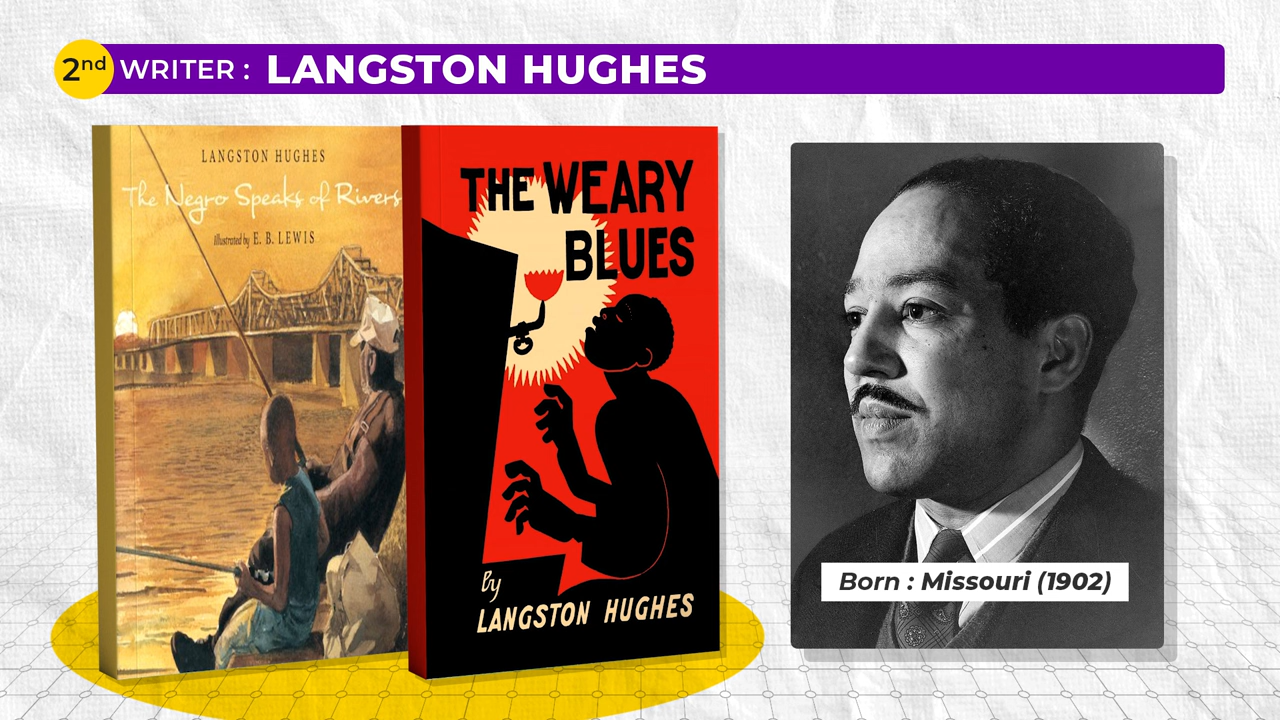 2nd WRITER : LANGSTON HUGHES
LANGSTON HUGHES
The Negro Speaks of Rivers
Illustrated by E. B. LEWIS
THE WEARY
BLUES
By
LANGSTON HUGHES
Born : Missouri (1902)